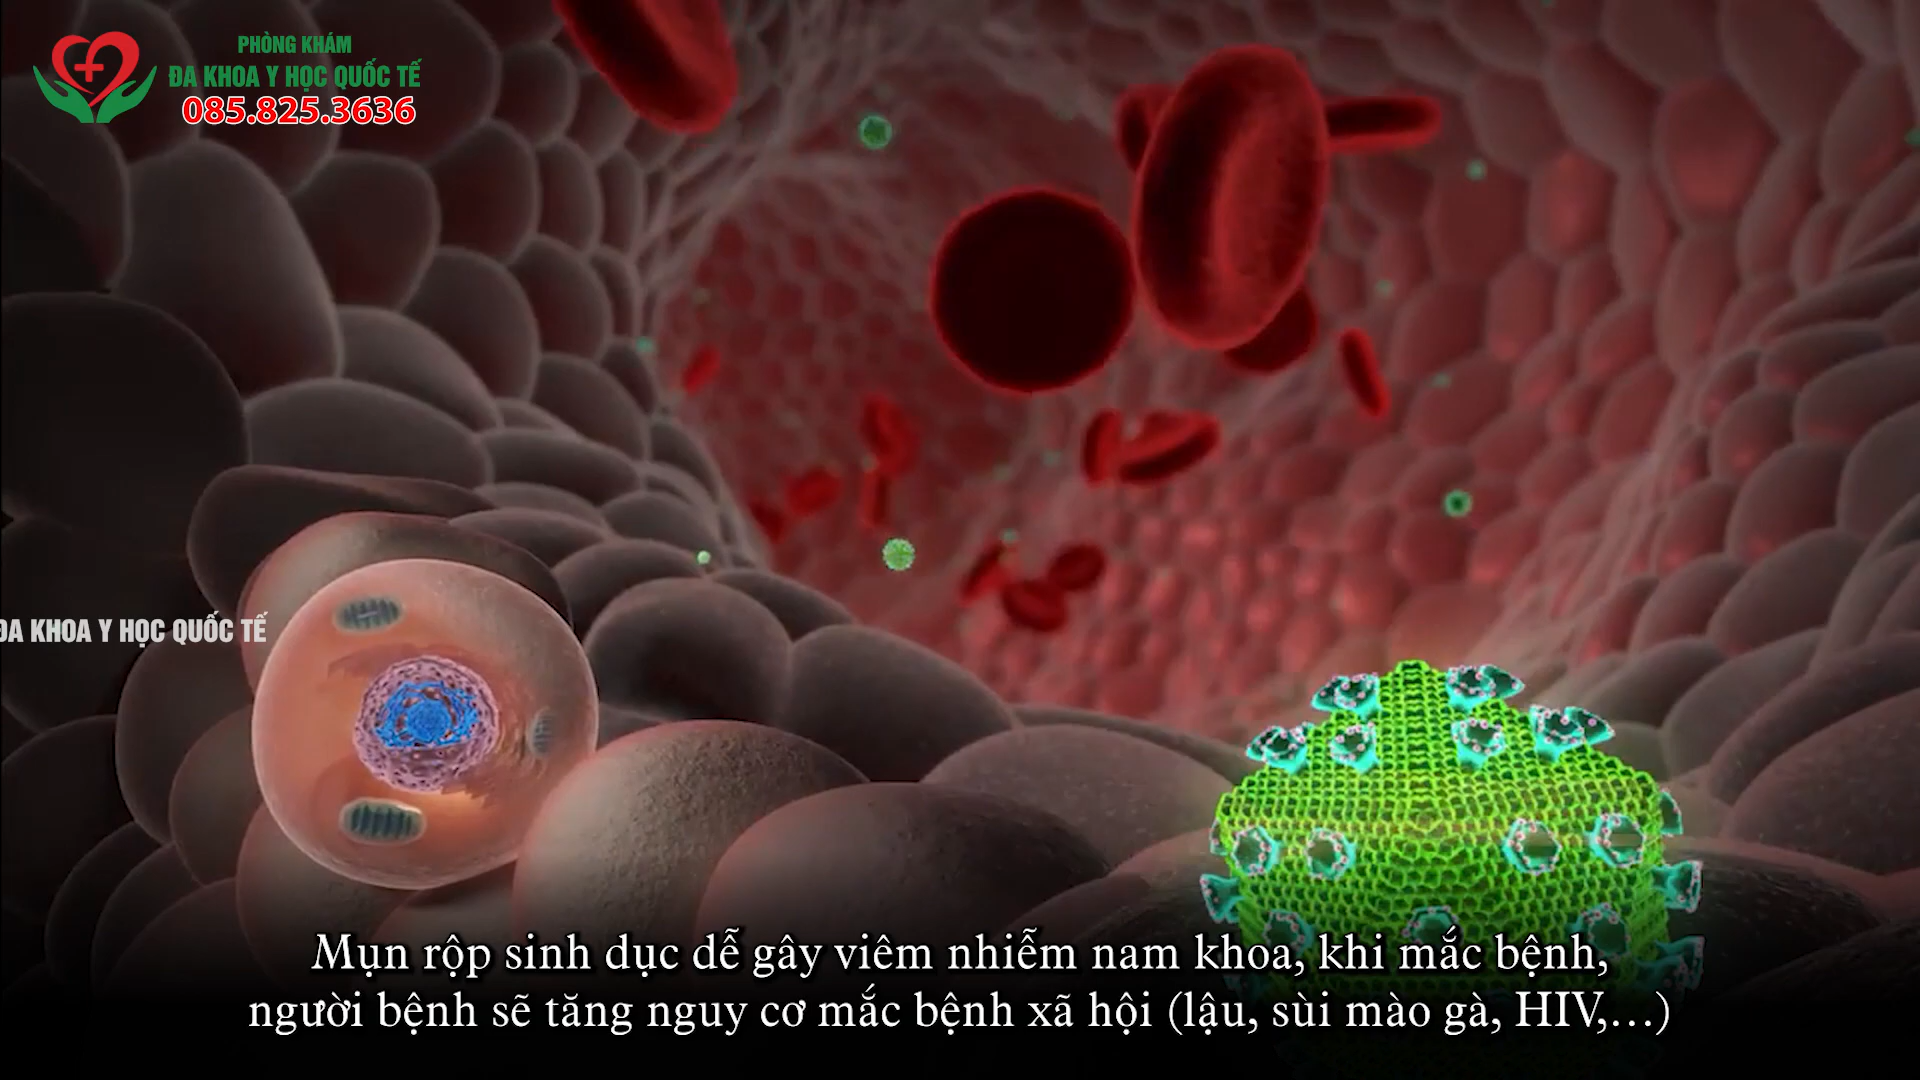 PHÒNG KHÁM
ĐA KHOA Y HỌC QUỐC TẾ
085.825.3636
ĐA KHOA Y HỌC QUỐC TẾ
Mụn rộp sinh dục dễ gây viêm nhiễm nam khoa, khi mắc bệnh,
người bệnh sẽ tăng nguy cơ mắc bệnh xã hội (lậu, sùi mào gà, HIV,…)